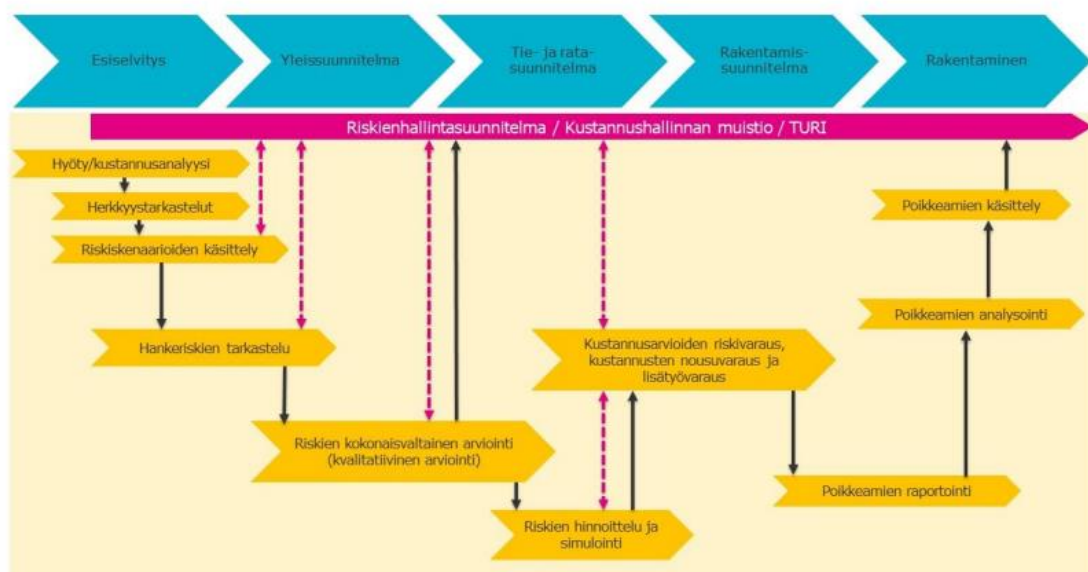 Esiselvitys
Yleissuunnitelma
Tie- ja rata-
suunnitelma
Rakentamis-
suunnitelma
Rakentaminen
Riskienhallintasuunnitelma / Kustannushallinnan muistio / TURI
Hyöty/kustannusanalyysi
Herkkyystarkastelut
Riskiskenaarioiden käsittely
Hankeriskien tarkastelu
Riskien kokonaisvaltainen arviointi
(kvalitatiivinen arviointi)
Riskien hinnoittelu ja
simulointi
Kustannusarvioiden riskivaraus,
kustannusten nousuvaraus ja
lisätyövaraus
Poikkeamien raportointi
Poikkeamien analysointi
Poikkeamien käsittely